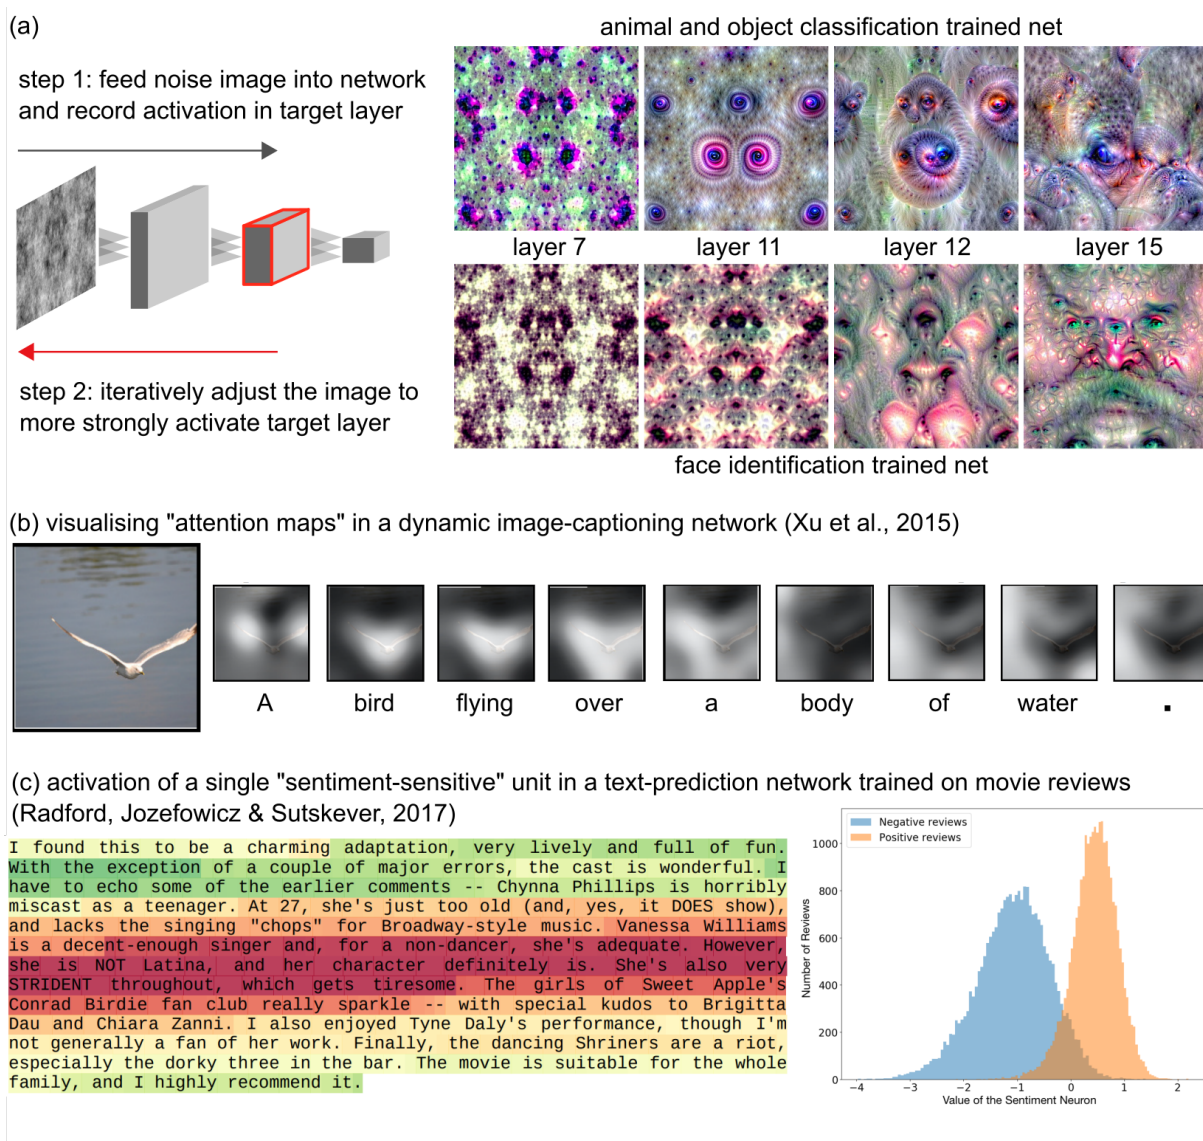 (a)
step 1: feed noise image into network
and record activation in target layer
step 2: iteratively adjust the image to
more strongly activate target layer
animal and object classification trained net
layer 7
layer 11
layer 12
layer 15
face identification trained net
(b) visualising "attention maps" in a dynamic image-captioning network (Xu et al., 2015)
A bird flying over a body of water .
(c) activation of a single "sentiment-sensitive" unit in a text-prediction network trained on movie reviews
(Radford, Jozefowicz & Sutskever, 2017)
I found this to be a charming adaptation, very lively and full of fun.
With the exception of a couple of major errors, the cast is wonderful. I
have to echo some of the earlier comments -- Chynna Phillips is horribly
miscast as a teenager. At 27, she's just too old (and, yes, it DOES show),
and lacks the singing "chops" for Broadway-style music. Vanessa Williams
is a decent-enough singer and, for a non-dancer, she's adequate. However,
she is NOT Latina, and her character definitely is. She's also very
STRIDENT throughout, which gets tiresome. The girls of Sweet Apple's
Conrad Birdie fan club really sparkle -- with special kudos to Brigitta
Dau and Chiara Zanni. I also enjoyed Tyne Daly's performance, though I'm
not generally a fan of her work. Finally, the dancing Shriners are a riot,
especially the dorky three in the bar. The movie is suitable for the whole
family, and I highly recommend it.
Negative reviews
Positive reviews
Number of Reviews
1000
800
600
400
200
0
−4 −3 −2 −1 0 1 2
Value of the Sentiment Neuron